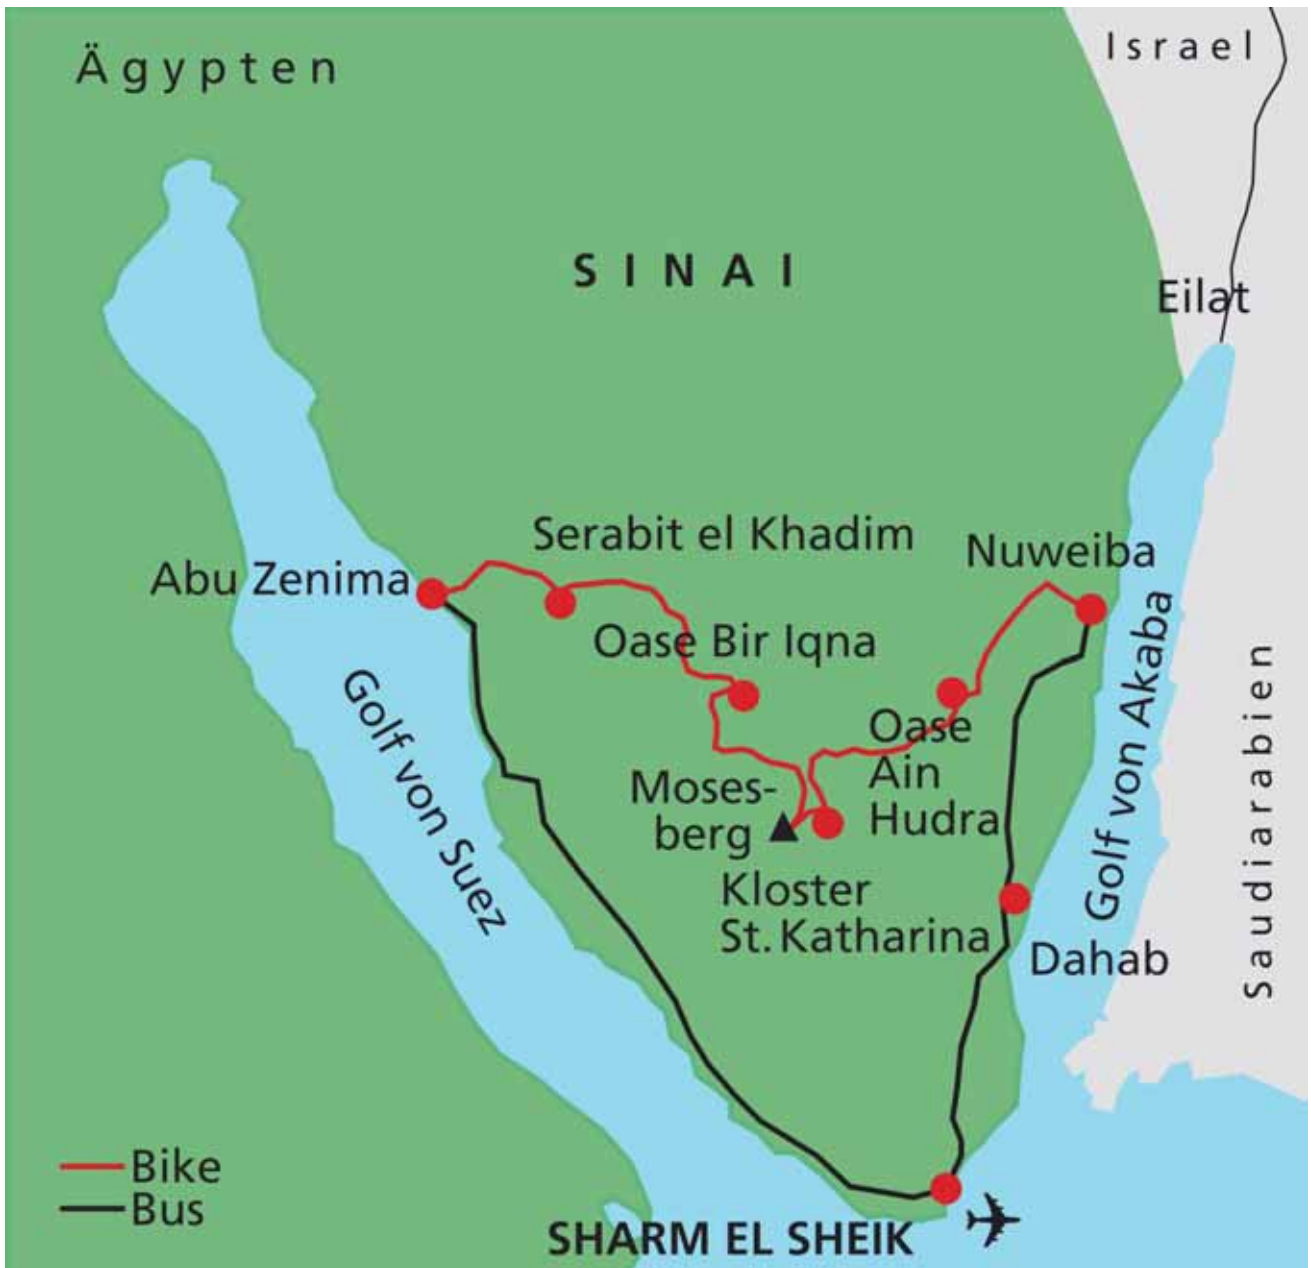 Ägypten
Israel
SINAI
Eilat
Serabit el Khadim
Nuweiba
Abu Zenima
Oase Bir Iqna
Golf von Suez
Golf von Akaba
Saudiarabien
Oase
Ain
Hudra
Moses-
berg
Kloster
St. Katharina
Dahab
Bike
Bus
SHARM EL SHEIK